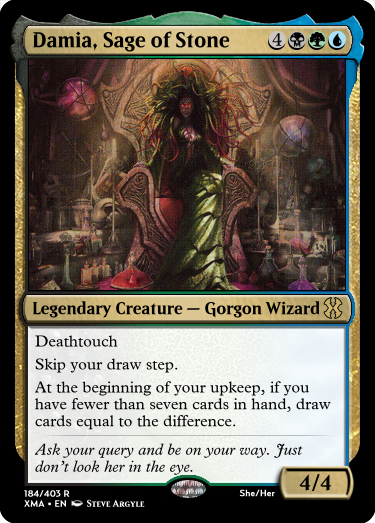 Damia, Sage of Stone 4
Legendary Creature — Gorgon Wizard
Deathtouch
Skip your draw step.
At the beginning of your upkeep, if you
have fewer than seven cards in hand, draw
cards equal to the difference.
Ask your query and be on your way. Just
don't look her in the eye.
4/4
184/403 R
XMA • EN Steve Argyle
She/Her